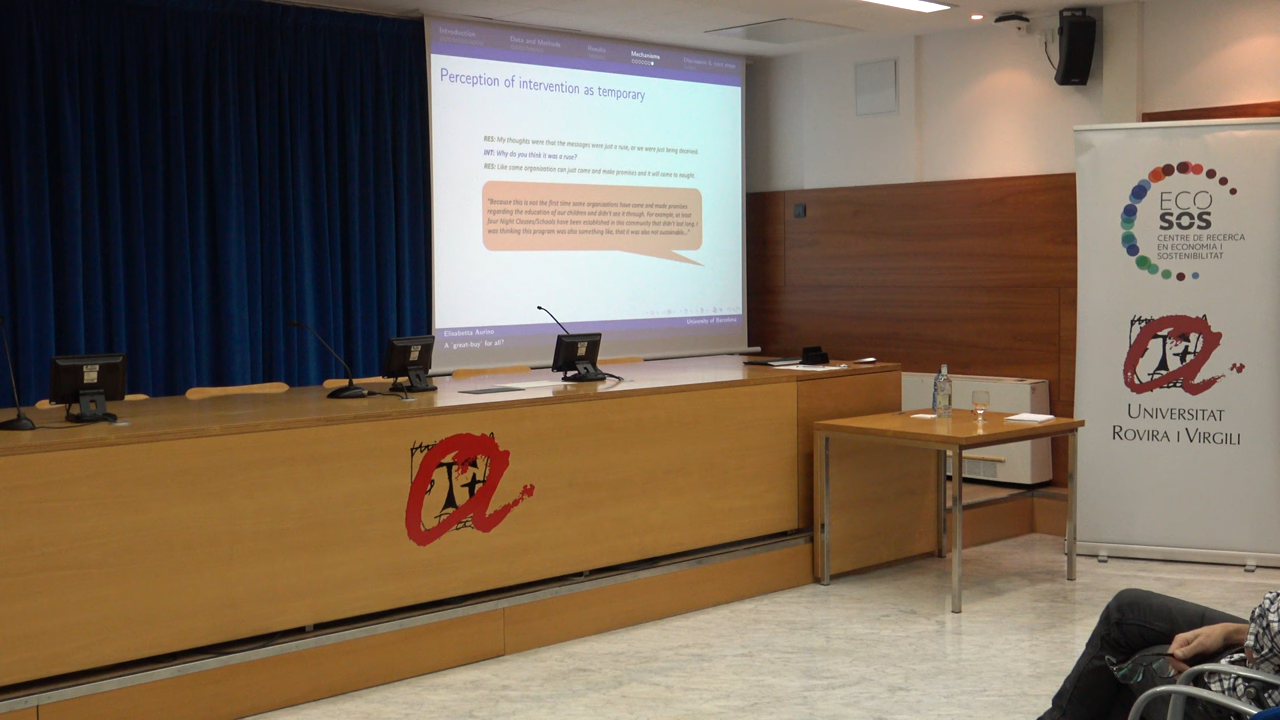 Introduction
Data and Methods
Results
Mechanisms
Perception of intervention as temporary
RES: My thoughts were that the messages were just a ruse, or we were just being deceived.
INT: Why do you think it was a ruse?
RES: Like some organisation can just come and make promises and it will come to naught.
"Because this is not the first time some organizations have come and made promises
regarding the education of our children and didn't see it through. For example, at least
four Night Classes/Schools have been established in this community that didn't last long. I
was thinking this program was also something like, that it was also not sustainable..."
Elisabetta Aurino
University of Barcelona
A 'great-buy' for all?
ECO
SOS
CENTRE DE RECERCA
EN ECONOMIA I
SOSTENIBILITAT
UNIVERSITAT
ROVIRA I VIRGILI